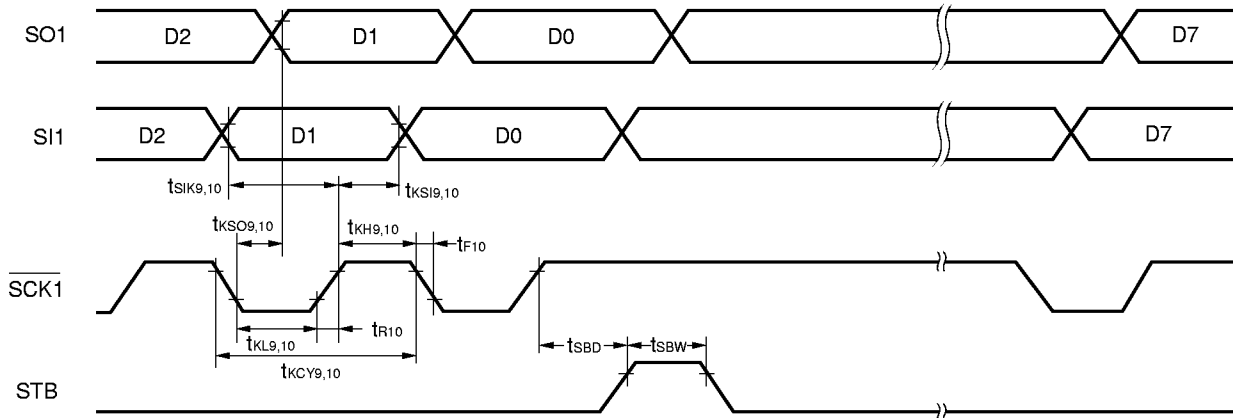 SO1 D2 D1 D0 D7
SI1 D2 D1 D0 D7
tSIK9,10 tKSI9,10
tKSO9,10 tKH9,10 tF10
SCK1
tKL9,10 tR10
tKCY9,10
tSBD tSBW
STB